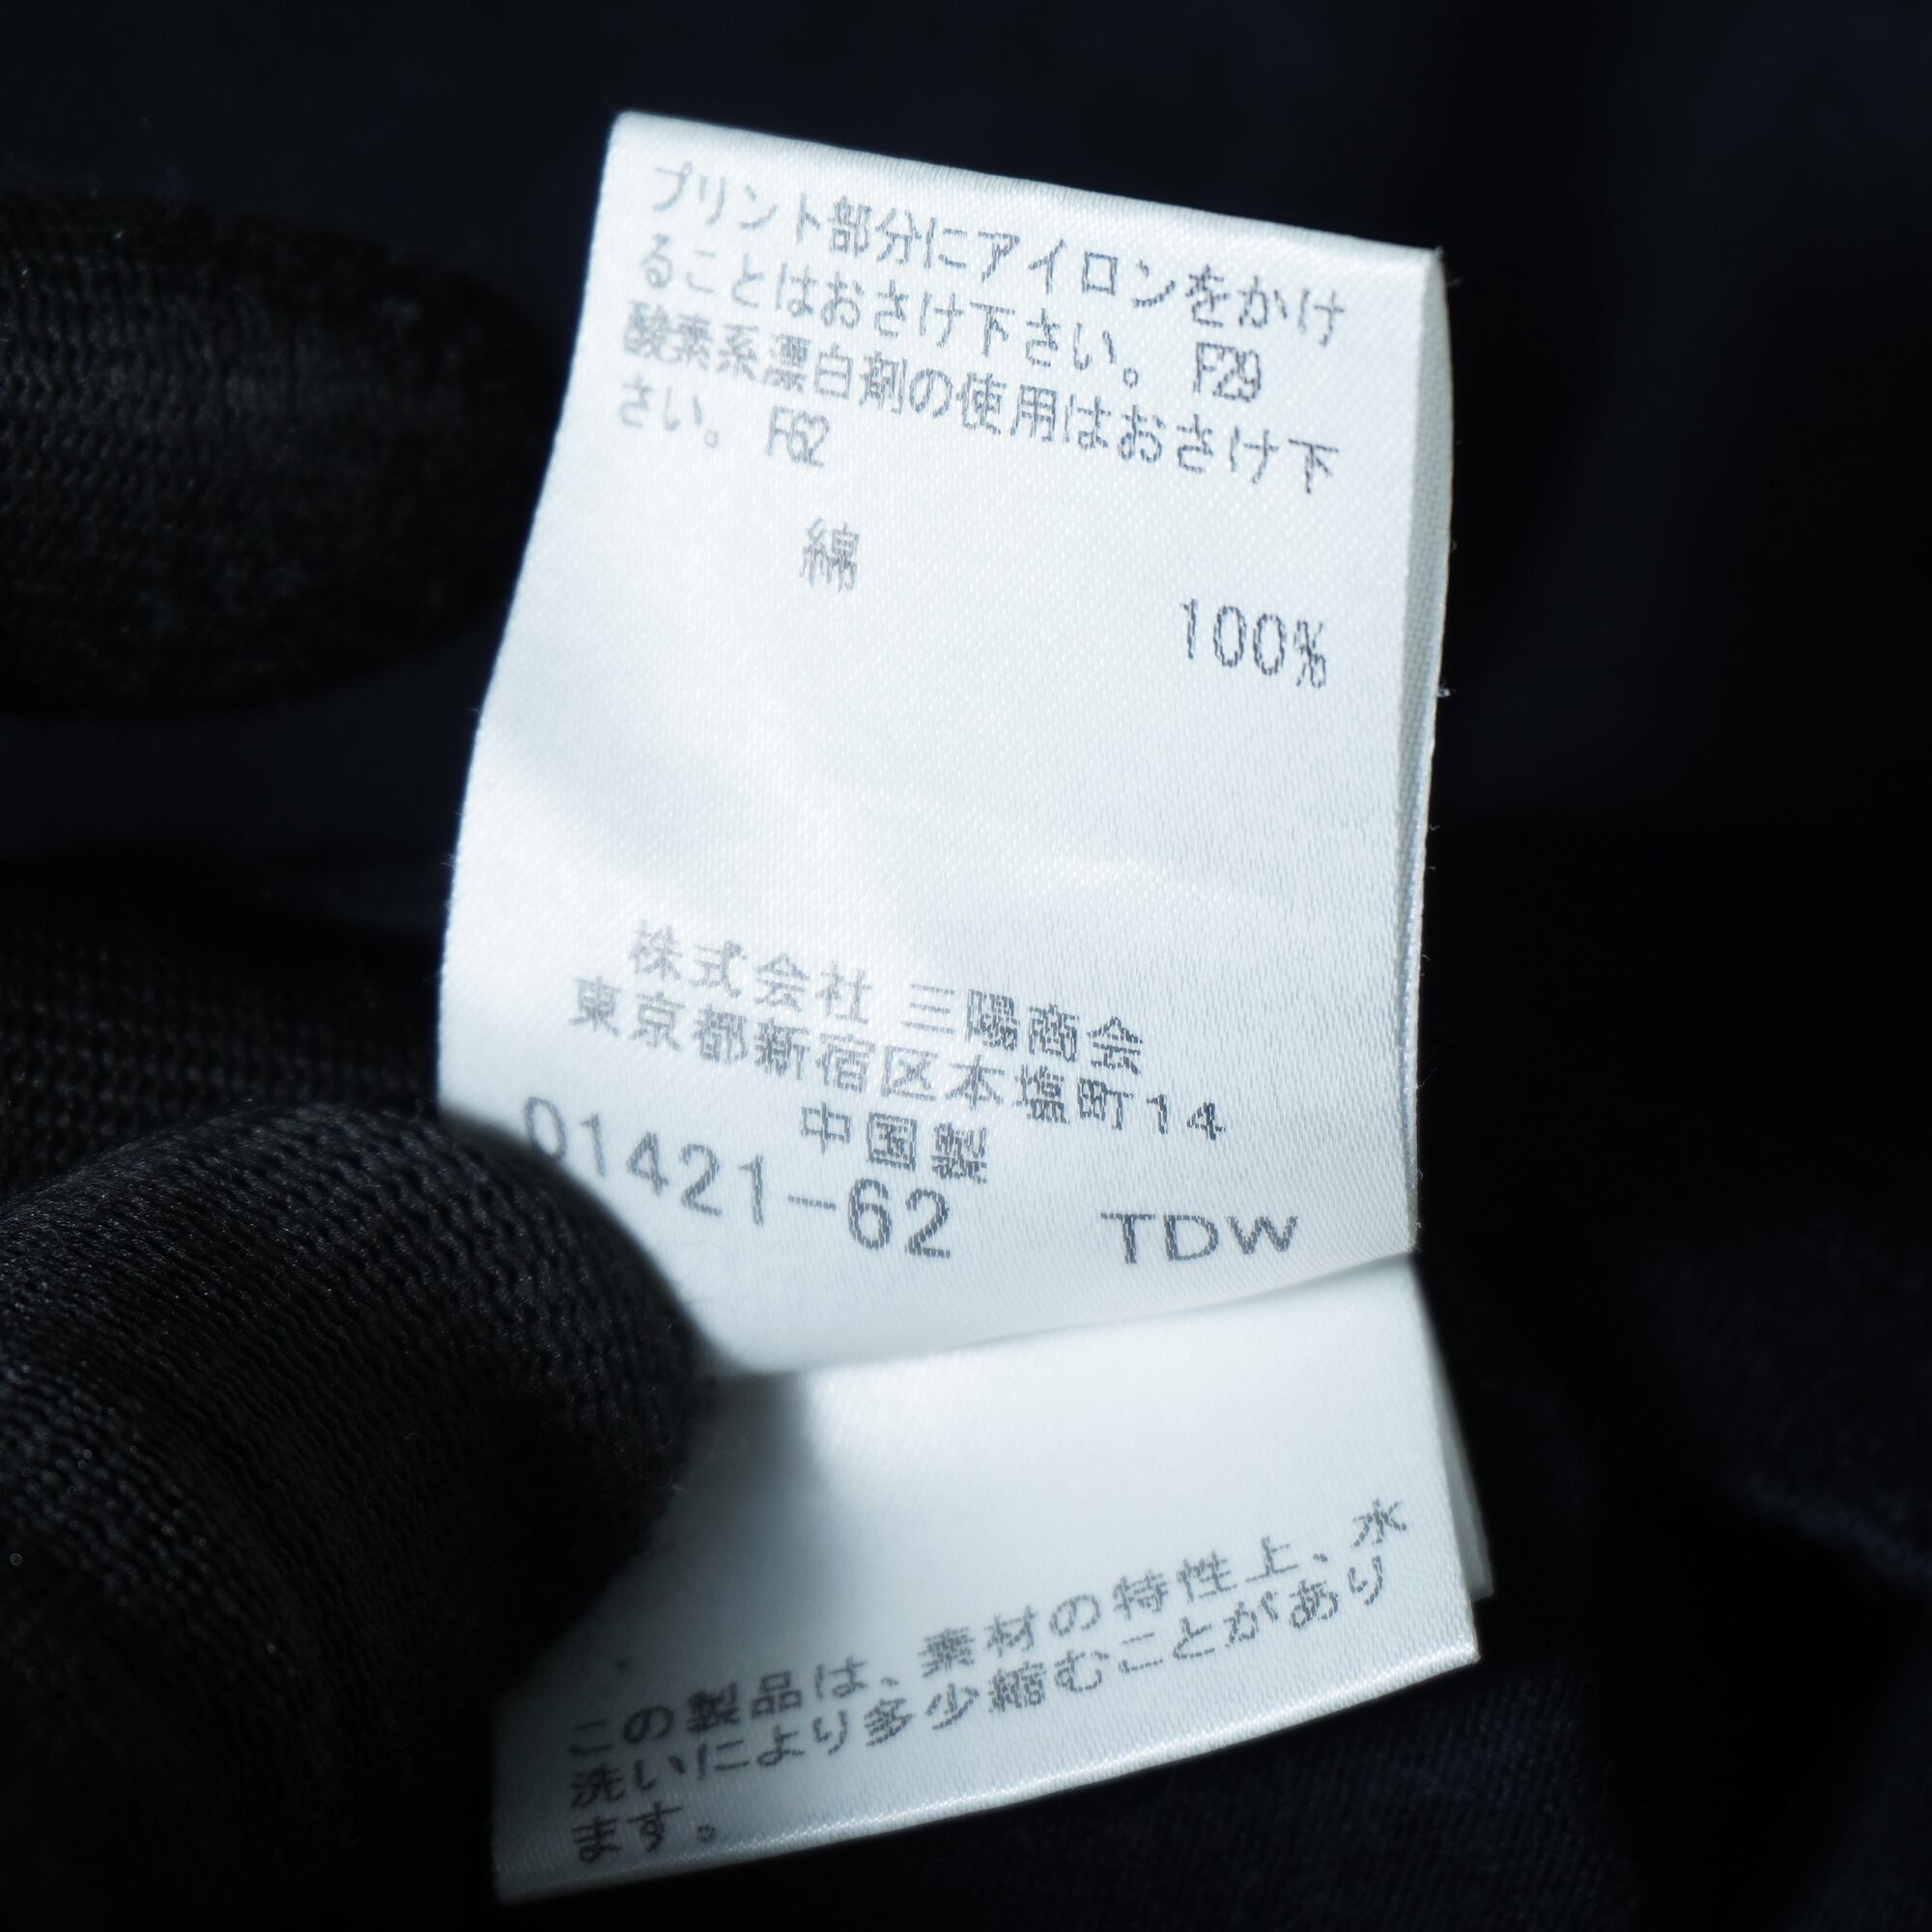 プリント部分にアイロンをかけ
ることはおさけ下さい。 F29
酸素系漂白剤の使用はおさけ下
さい。 F62
綿
100%
株式会社 三陽商会
東京都新宿区本塩町14
中国製
01421-62 TDW
この製品は、素材の特性上、水
洗いにより多少縮むことがあり
ます。